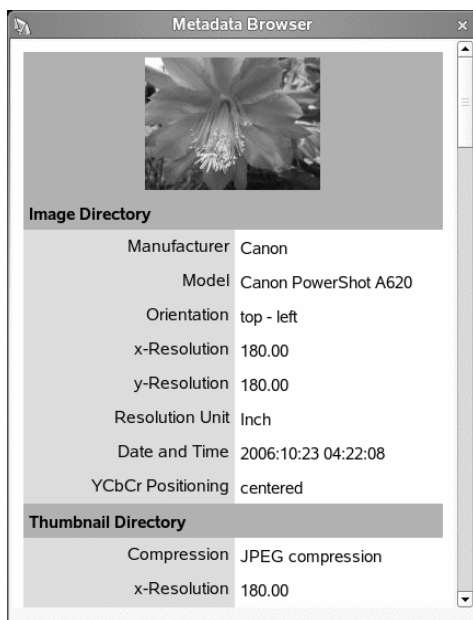 Metadata Browser
Image Directory
Manufacturer Canon
Model Canon PowerShot A620
Orientation top - left
x-Resolution 180.00
y-Resolution 180.00
Resolution Unit Inch
Date and Time 2006:10:23 04:22:08
YCbCr Positioning centered
Thumbnail Directory
Compression JPEG compression
x-Resolution 180.00